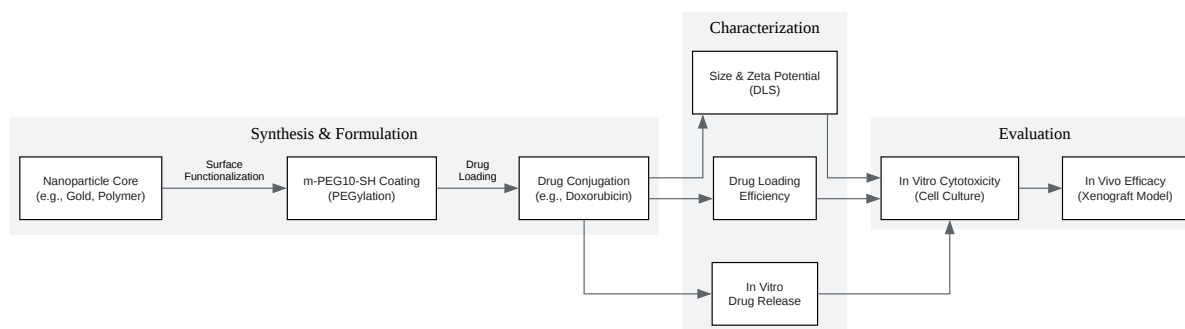 Characterization
Size & Zeta Potential
(DLS)
Synthesis & Formulation
Evaluation
Nanoparticle Core
(e.g., Gold, Polymer)
Surface
Functionalization
m-PEG10-SH Coating
(PEGylation)
Drug
Loading
Drug Conjugation
(e.g., Doxorubicin)
Drug Loading
Efficiency
In Vitro Cytotoxicity
(Cell Culture)
In Vivo Efficacy
(Xenograft Model)
In Vitro
Drug Release